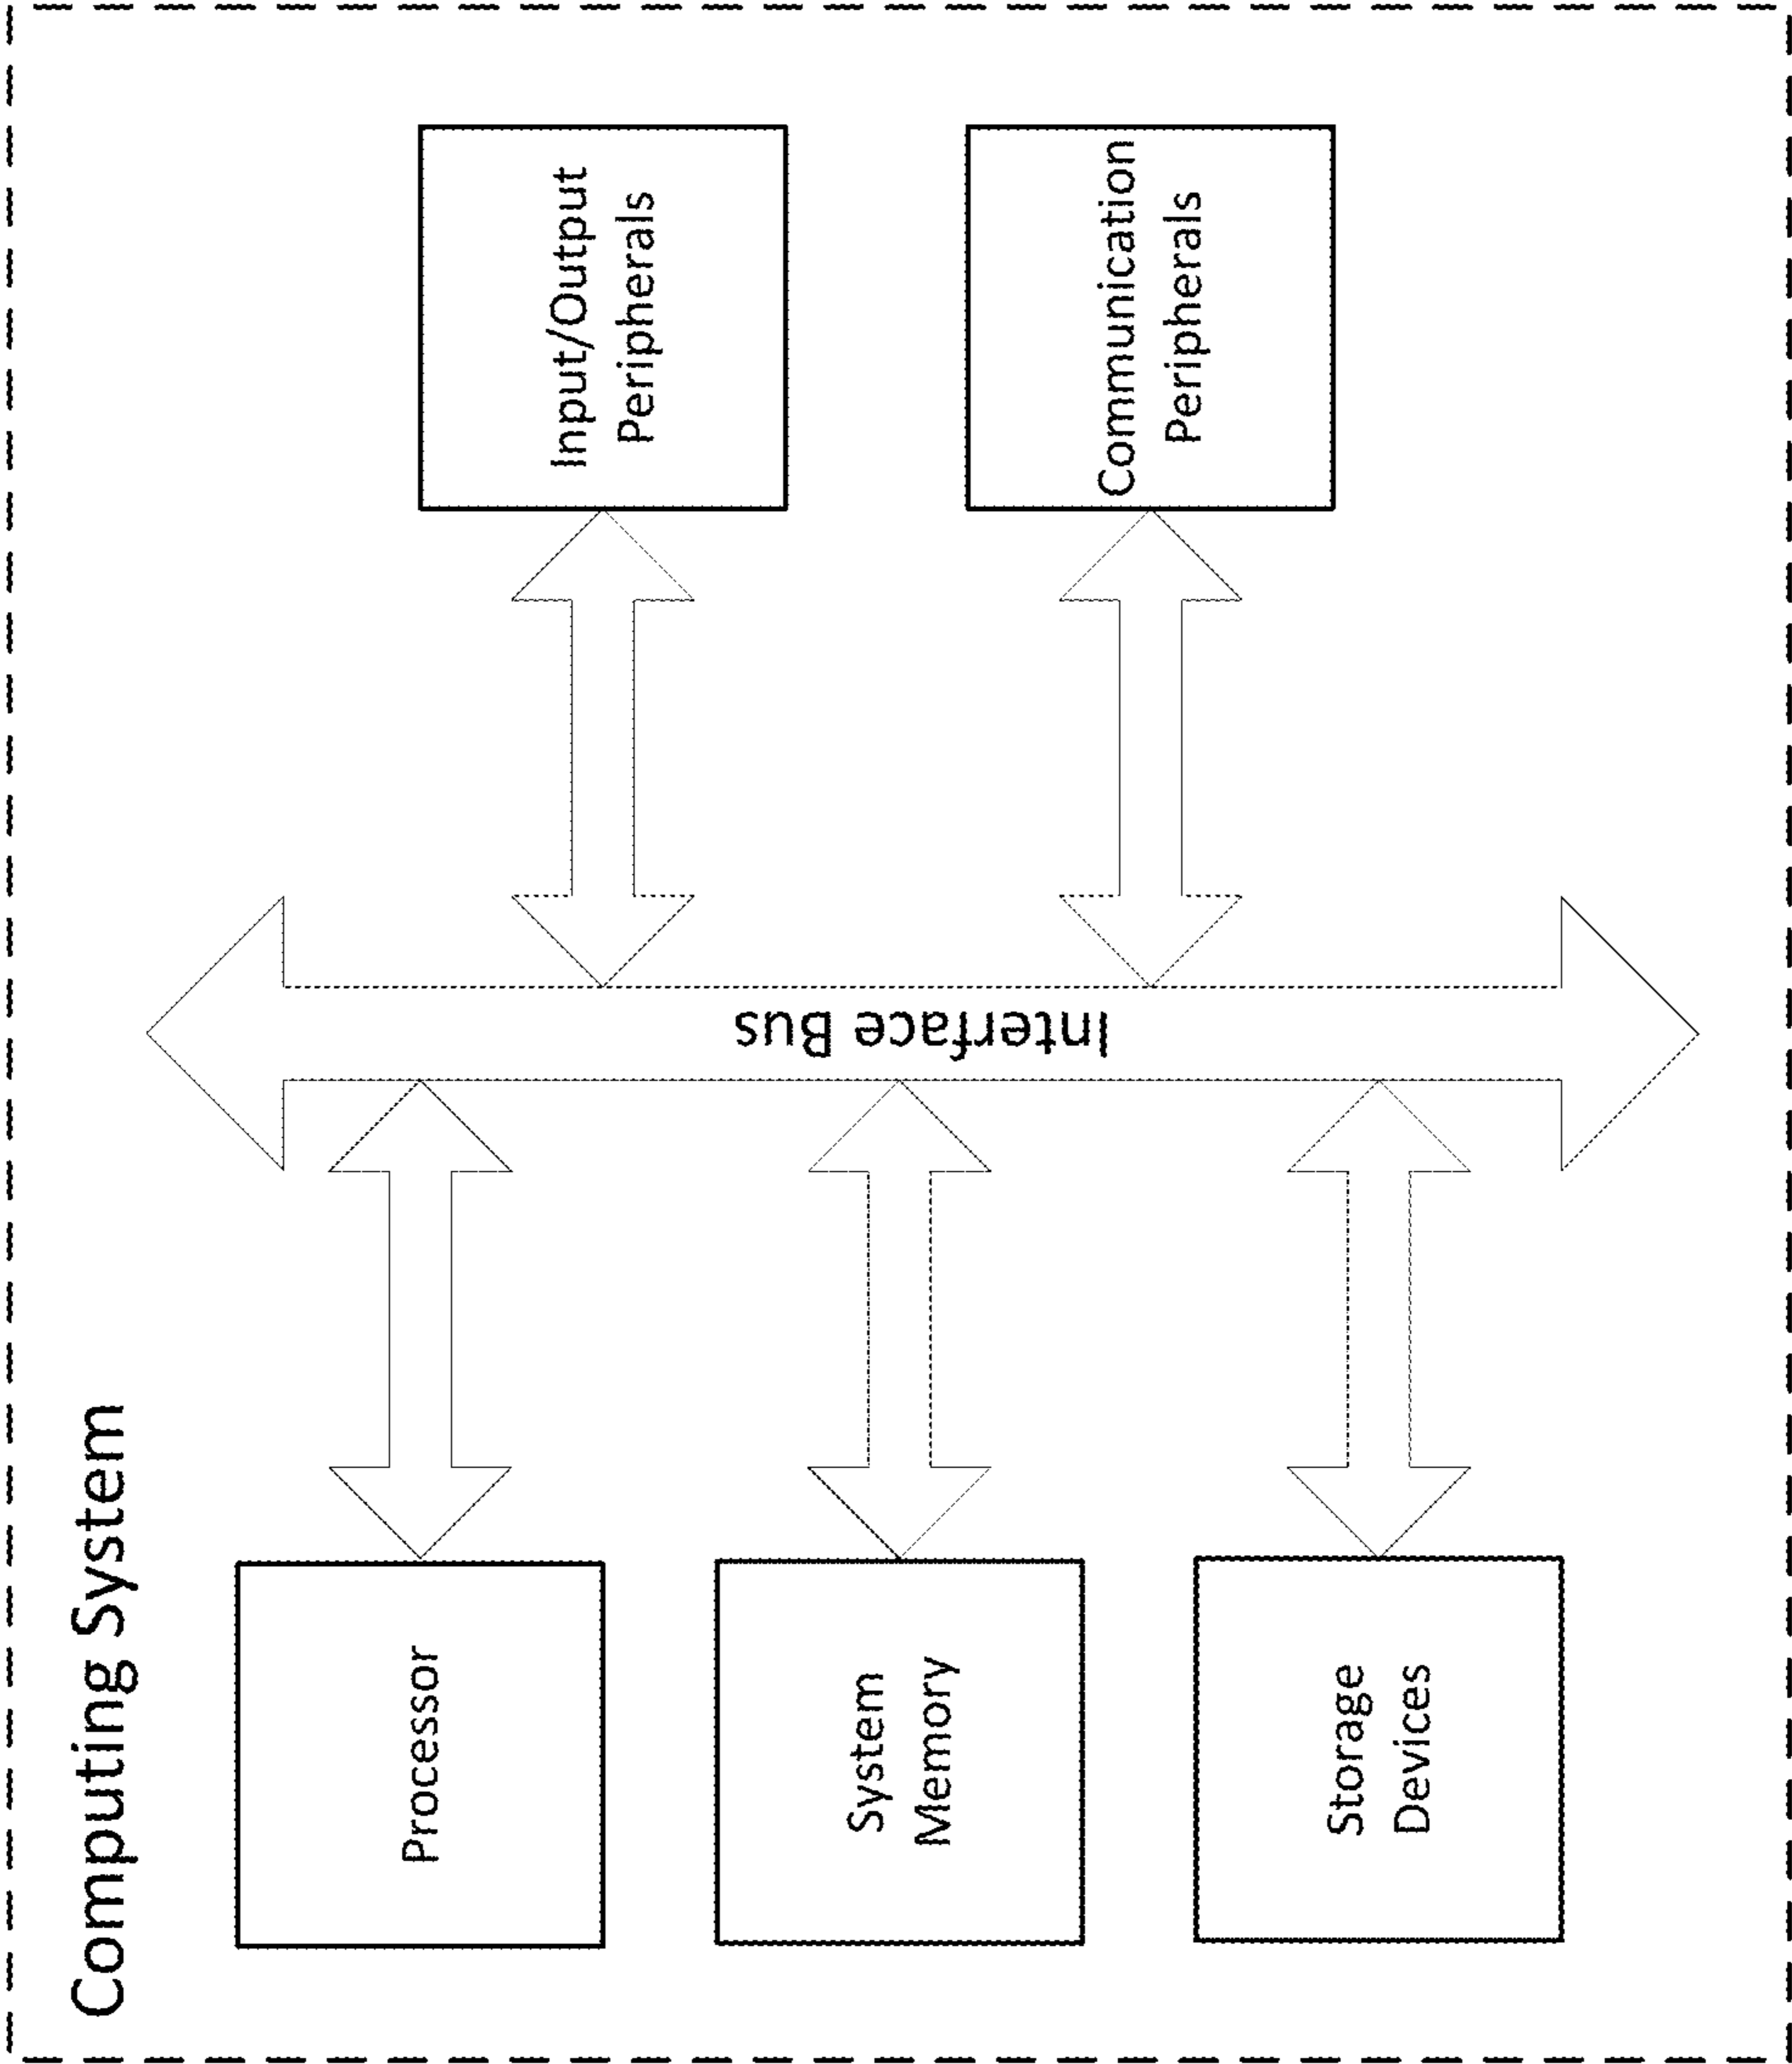 Computing System
Processor
System
Memory
Storage
Devices
Interface Bus
Input/Output
Peripherals
Communication
Peripherals